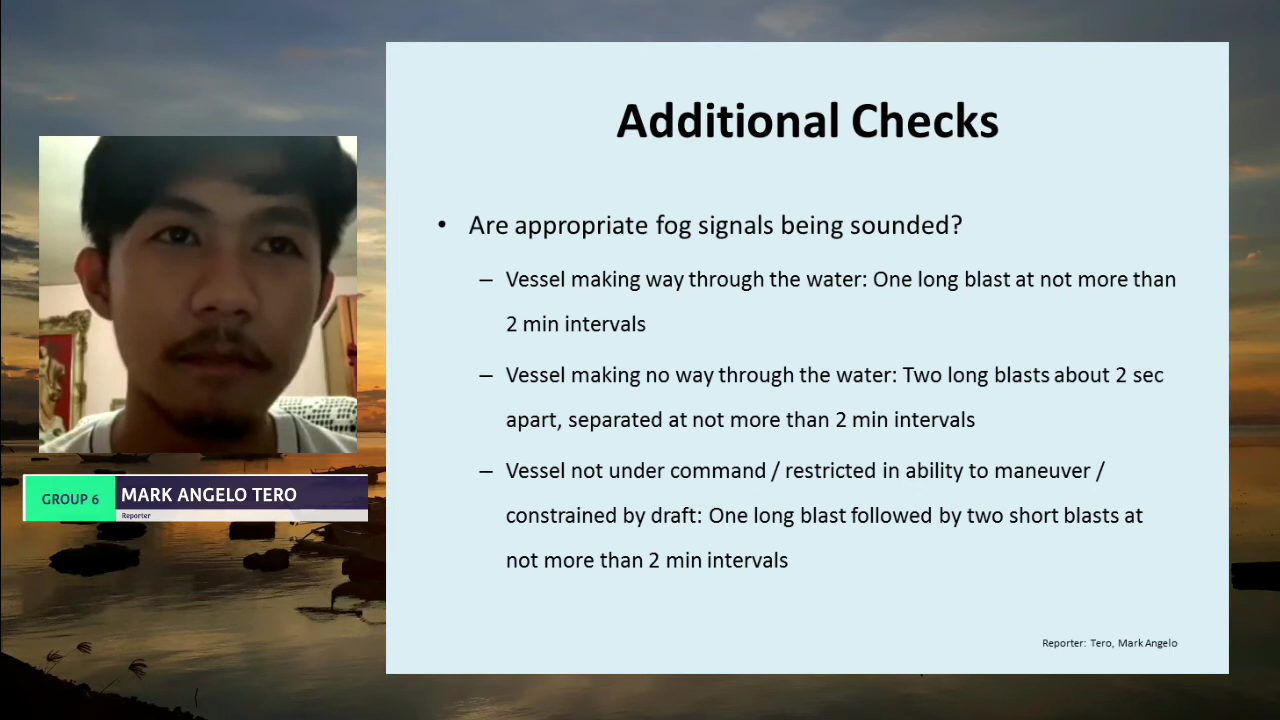 Additional Checks
• Are appropriate fog signals being sounded?
– Vessel making way through the water: One long blast at not more than
2 min intervals
– Vessel making no way through the water: Two long blasts about 2 sec
apart, separated at not more than 2 min intervals
– Vessel not under command / restricted in ability to maneuver /
constrained by draft: One long blast followed by two short blasts at
not more than 2 min intervals
Reporter: Tero, Mark Angelo
GROUP 6
MARK ANGELO TERO
Reporter